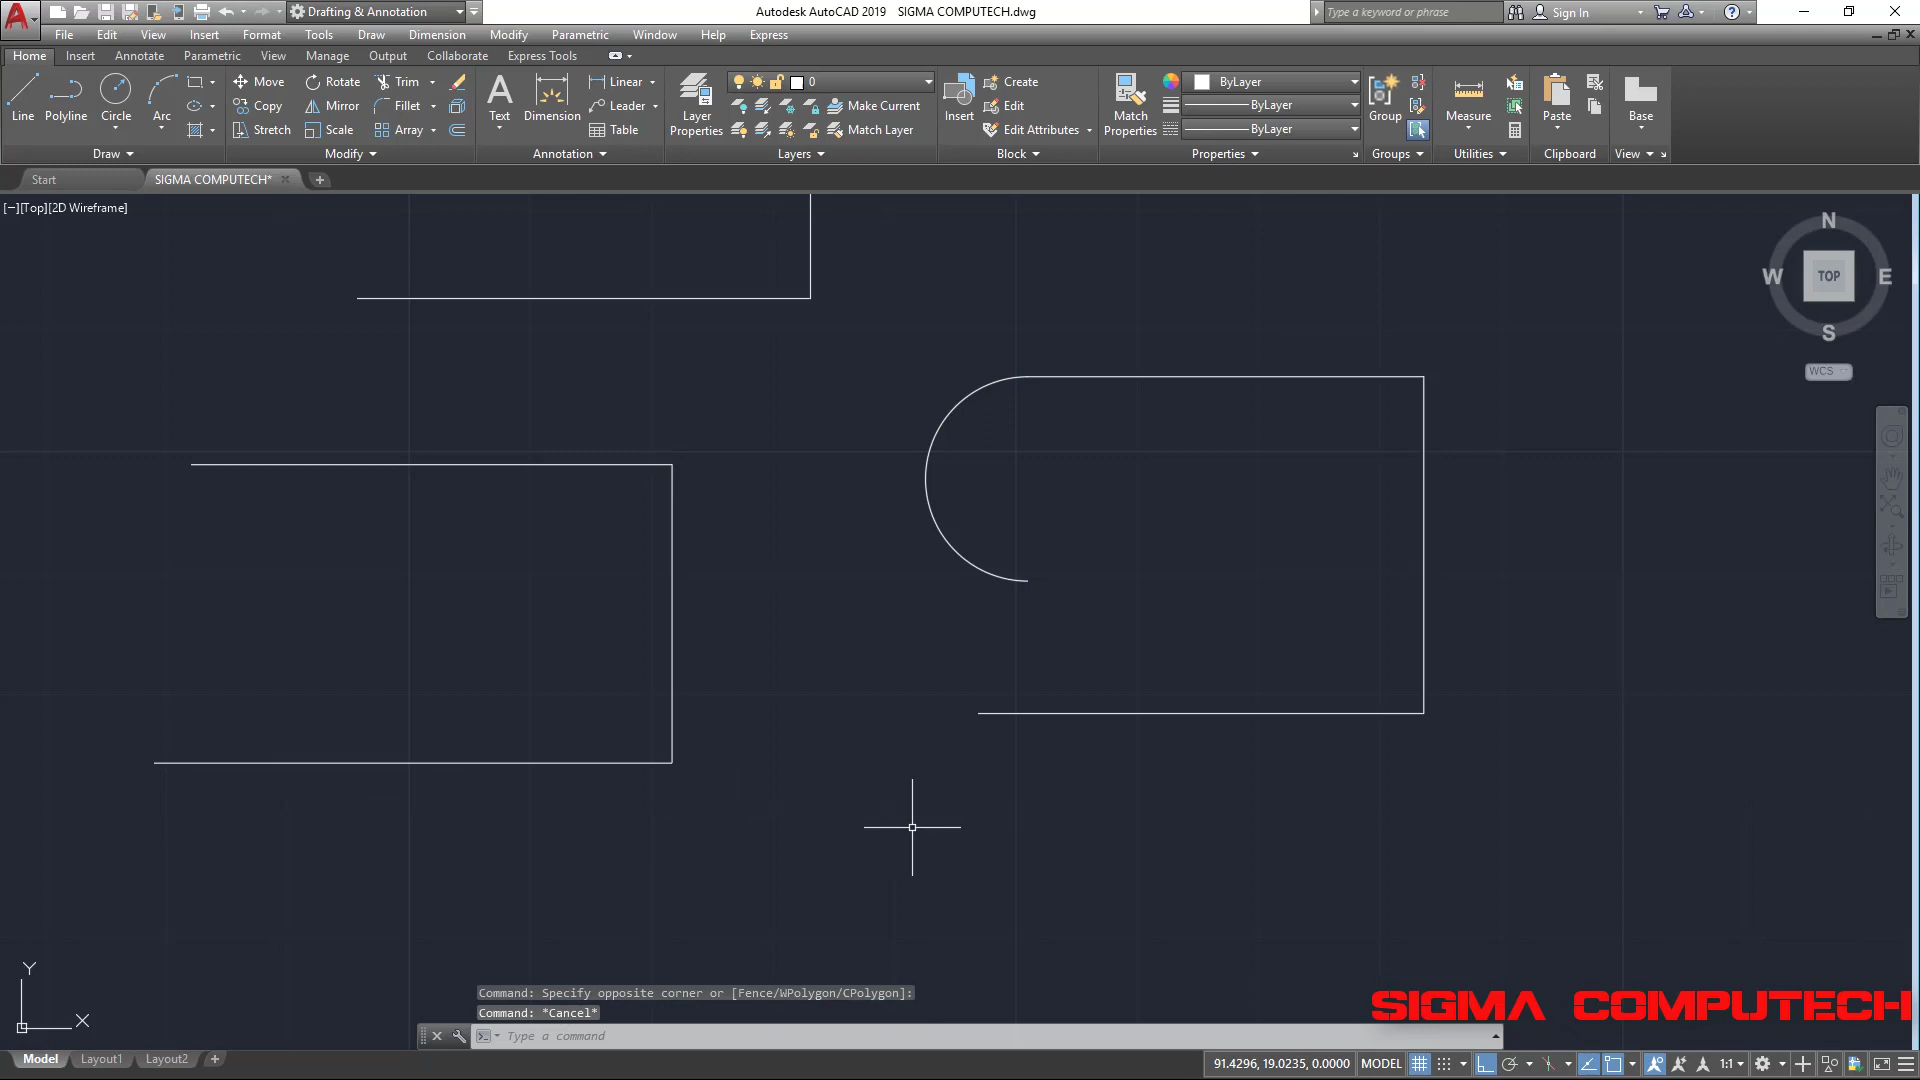 Drafting & Annotation
Autodesk AutoCAD 2019 SIGMA COMPUTECH.dwg
Type a keyword or phrase
Sign In
File Edit View Insert Format Tools Draw Dimension Modify Parametric Window Help Express
Home Insert Annotate Parametric View Manage Output Collaborate Express Tools
Line Polyline Circle Arc
Move Rotate Trim
Copy Mirror Fillet
Stretch Scale Array
Text Dimension
Linear
Leader
Table
Layer Properties
0
Make Current
Match Layer
Insert
Create
Edit
Edit Attributes
Match Properties
ByLayer
ByLayer
ByLayer
Group
Measure
Paste
Base
Draw Modify Annotation Layers Block Properties Groups Utilities Clipboard View
Start SIGMA COMPUTECH*
[−][Top][2D Wireframe]
N
W TOP E
S
WCS
Y
X
Command: Specify opposite corner or [Fence/WPolygon/CPolygon]:
Command: *Cancel*
Type a command
SIGMA COMPUTECH
Model Layout1 Layout2
91.4296, 19.0235, 0.0000 MODEL 1:1